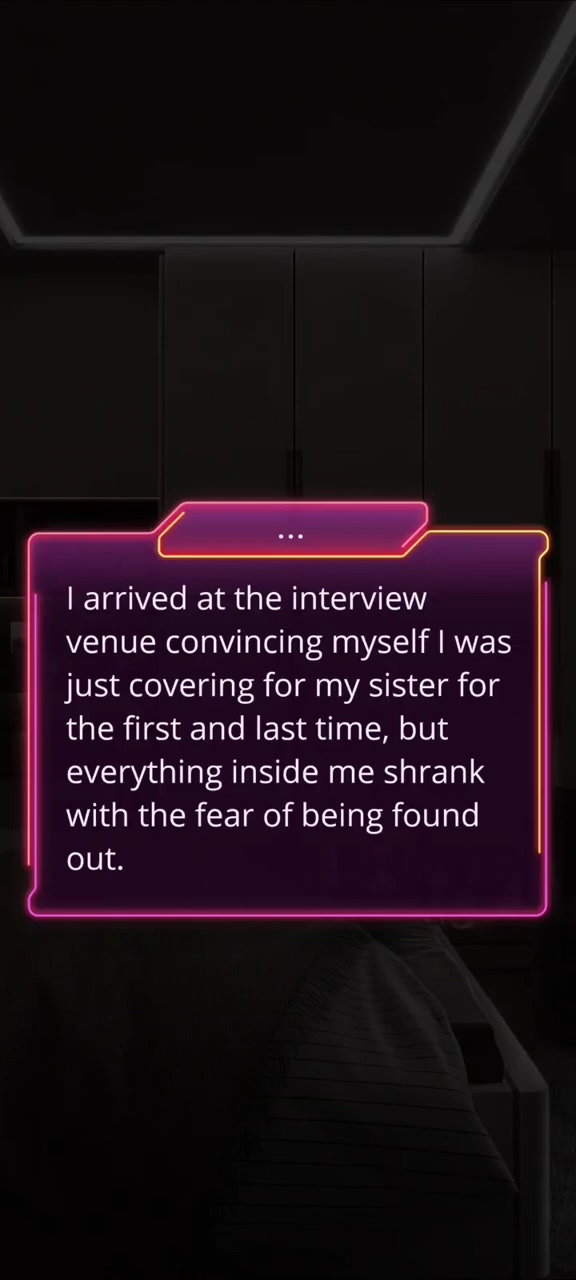 ...
I arrived at the interview
venue convincing myself I was
just covering for my sister for
the first and last time, but
everything inside me shrank
with the fear of being found
out.